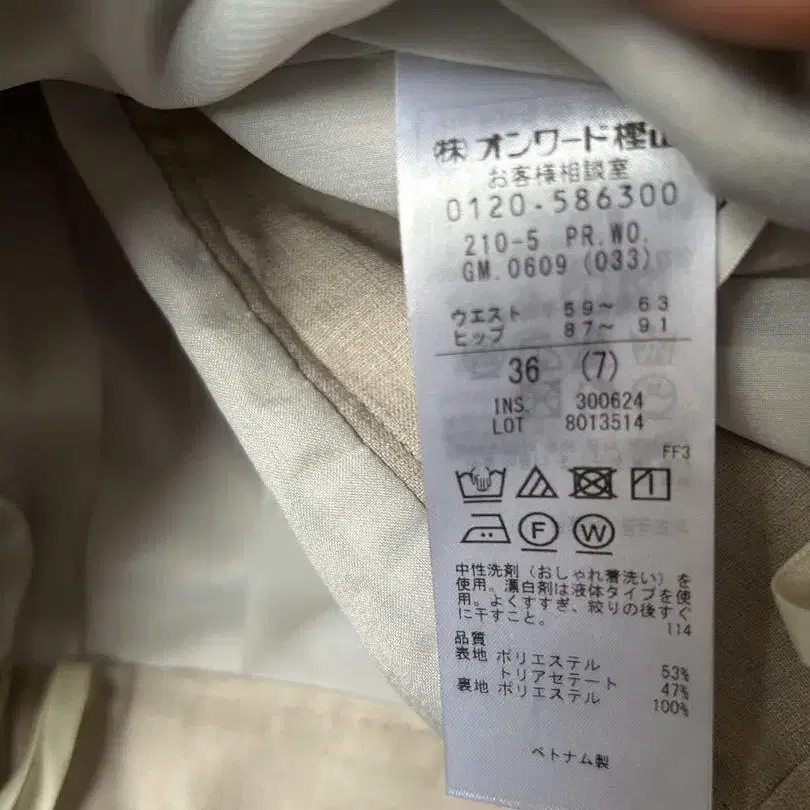 ㈱オンワード樫山
お客様相談室
0120-586300
210-5 PR.WO.
GM.0609 (033)
ウエスト 59～ 63
ヒップ 87～ 91
36 (7)
INS. 300624
LOT 8013514
FF3
F W
中性洗剤（おしゃれ着洗い）を
使用。漂白剤は液体タイプを使
用。よくすすぎ、絞りの後すぐ
に干すこと。
114
品質
表地 ポリエステル 53%
トリアセテート 47%
裏地 ポリエステル 100%
ベトナム製